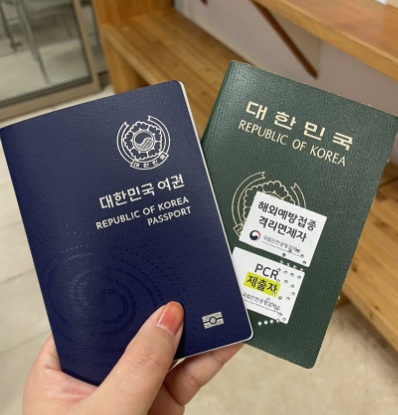 대한민국 여권
REPUBLIC OF KOREA
PASSPORT
대한민국
REPUBLIC OF KOREA
해외예방접종
격리면제자
PCR
제출자